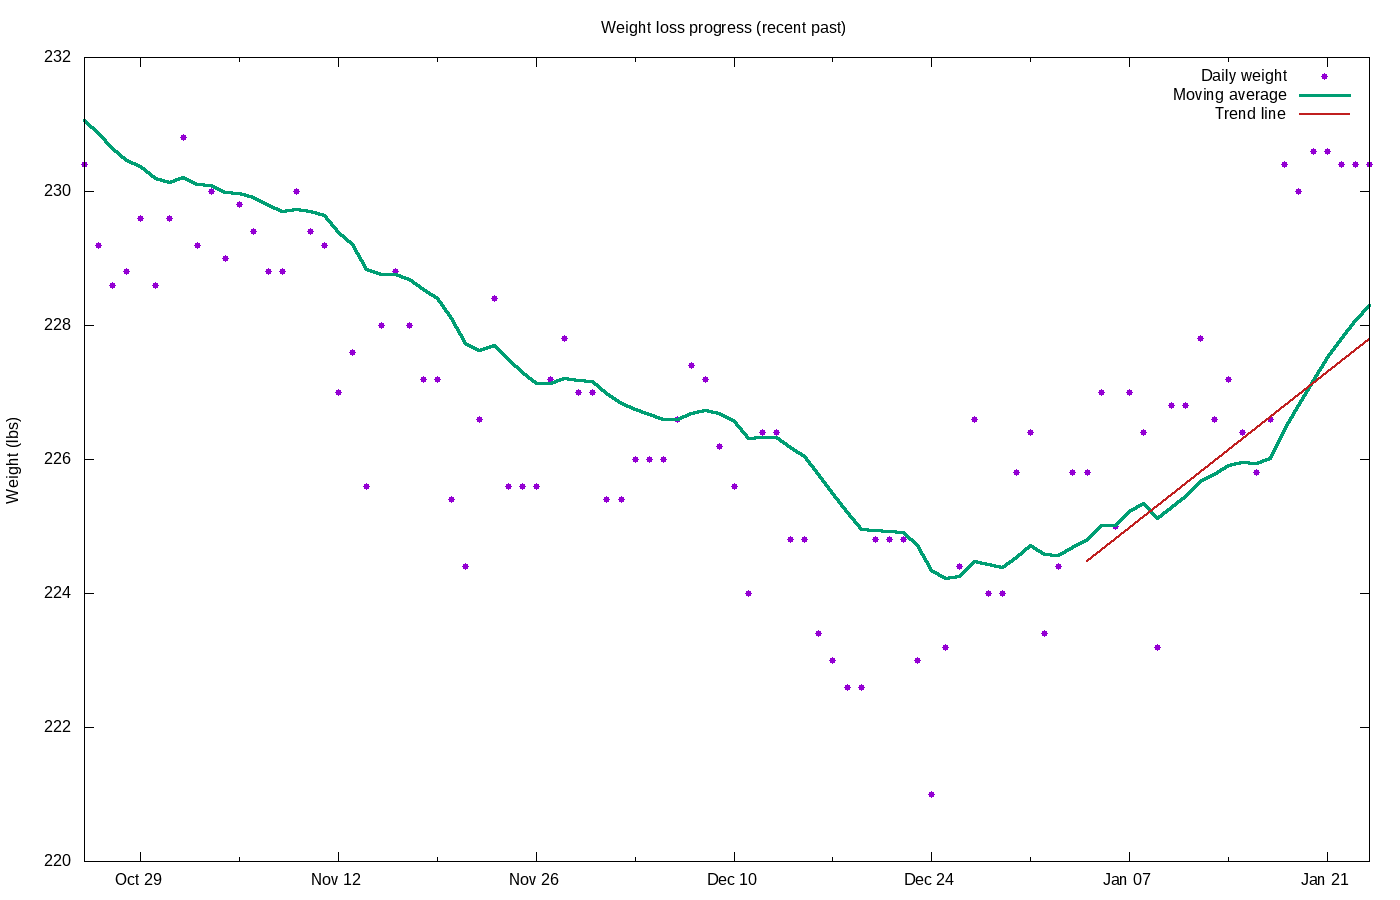 Weight loss progress (recent past)
232
230
228
226
224
222
220
Weight (lbs)
Daily weight
Moving average
Trend line
Oct 29
Nov 12
Nov 26
Dec 10
Dec 24
Jan 07
Jan 21